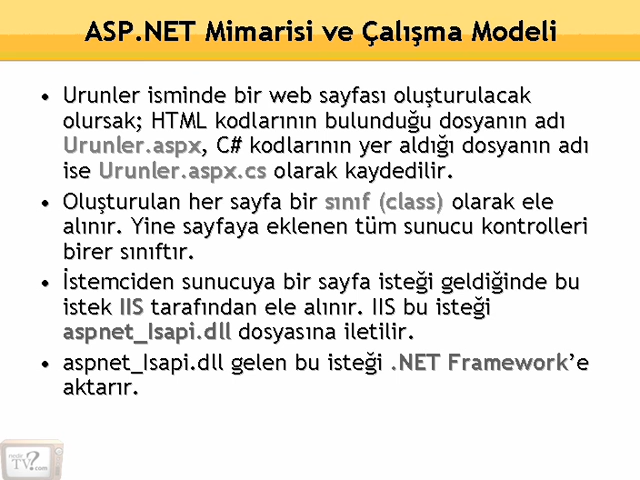 ASP.NET Mimarisi ve Çalışma Modeli
• Urunler isminde bir web sayfası oluşturulacak
olursak; HTML kodlarının bulunduğu dosyanın adı
Urunler.aspx, C# kodlarının yer aldığı dosyanın adı
ise Urunler.aspx.cs olarak kaydedilir.
• Oluşturulan her sayfa bir sınıf (class) olarak ele
alınır. Yine sayfaya eklenen tüm sunucu kontrolleri
birer sınıftır.
• İstemciden sunucuya bir sayfa isteği geldiğinde bu
istek IIS tarafından ele alınır. IIS bu isteği
aspnet_Isapi.dll dosyasına iletilir.
• aspnet_Isapi.dll gelen bu isteği .NET Framework’e
aktarır.
TV?
.com